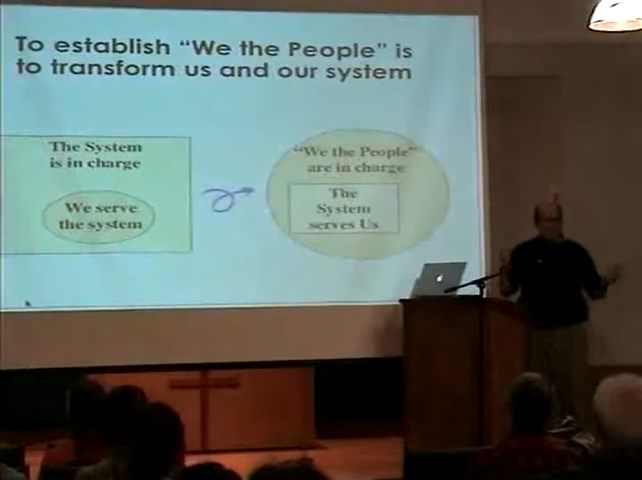 To establish “We the People” is
to transform us and our system
The System
is in charge
We serve
the system
“We the People”
are in charge
The
System
serves Us